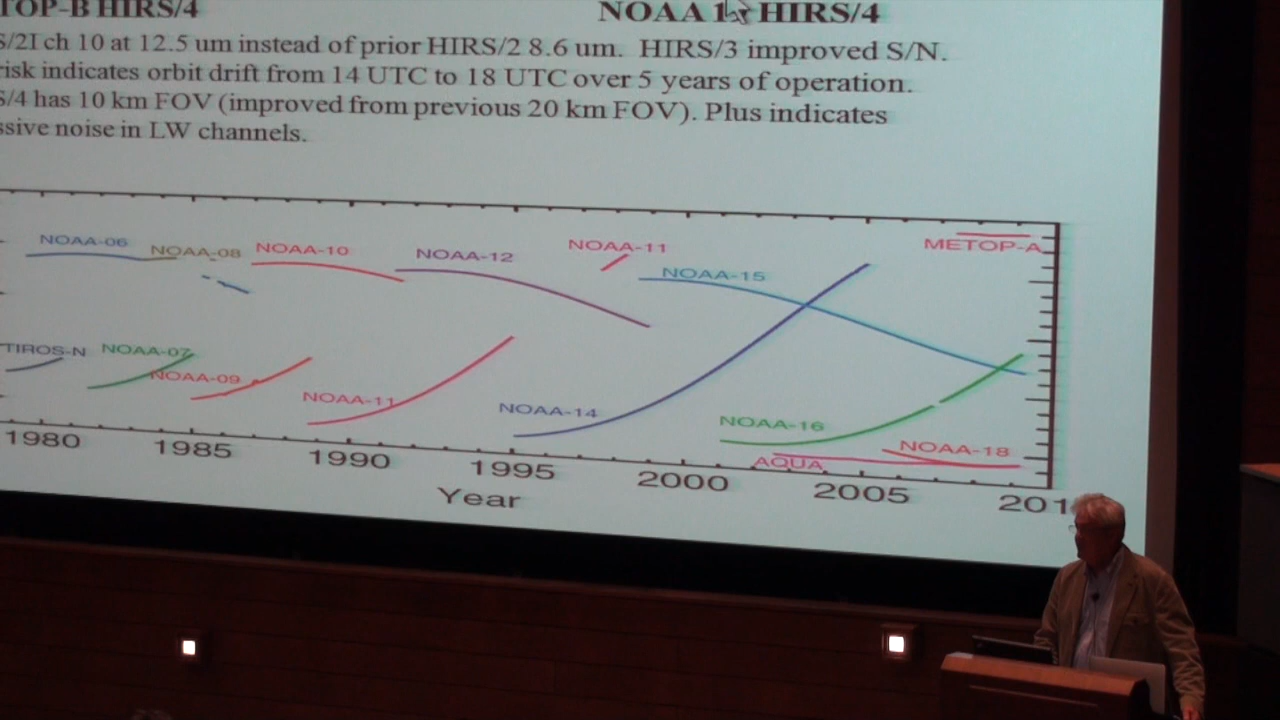 TOP-B HIRS/4
NOAA 1 HIRS/4
S/2I ch 10 at 12.5 um instead of prior HIRS/2 8.6 um. HIRS/3 improved S/N.
risk indicates orbit drift from 14 UTC to 18 UTC over 5 years of operation.
S/4 has 10 km FOV (improved from previous 20 km FOV). Plus indicates
ssive noise in LW channels.
NOAA-06
NOAA-08
NOAA-10
NOAA-12
NOAA-11
NOAA-15
METOP-A
TIROS-N
NOAA-07
NOAA-09
NOAA-11
NOAA-14
NOAA-16
AQUA
NOAA-18
1980
1985
1990
1995
2000
2005
201
Year